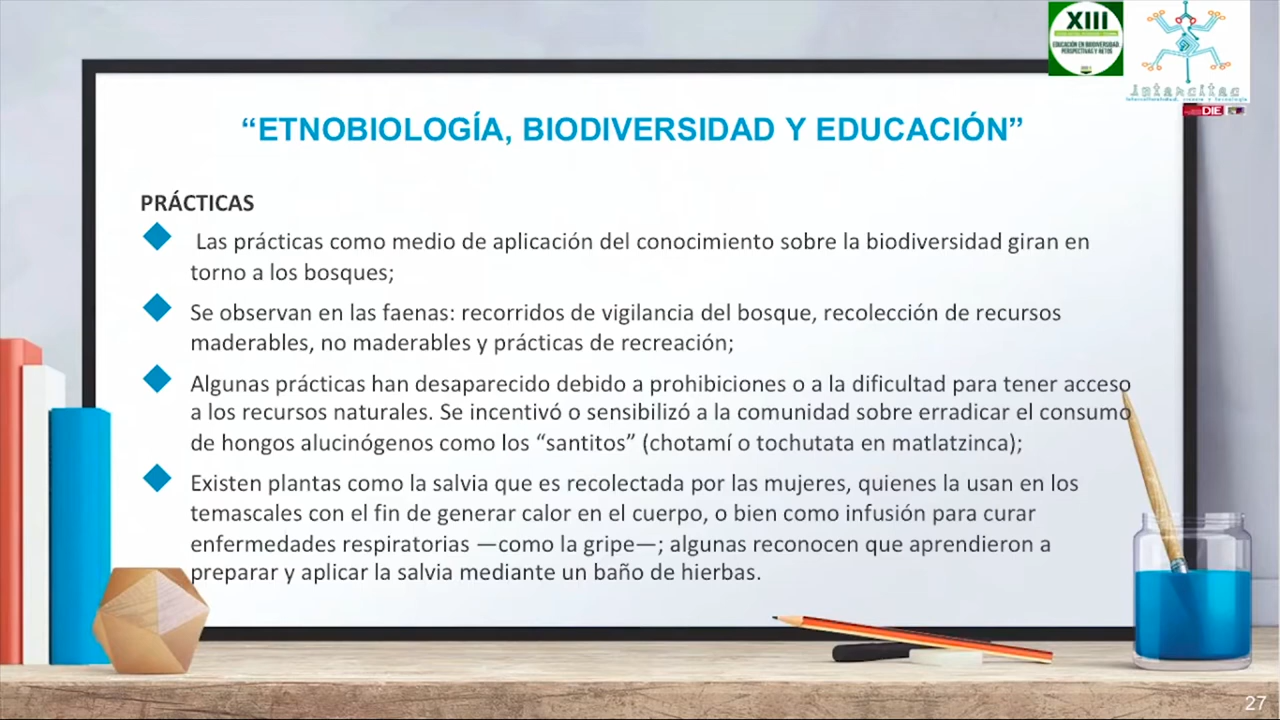 XIII
EDUCACIÓN EN BIODIVERSIDAD,
PERSPECTIVAS Y RETOS
DIE
“ETNOBIOLOGÍA, BIODIVERSIDAD Y EDUCACIÓN”
PRÁCTICAS
Las prácticas como medio de aplicación del conocimiento sobre la biodiversidad giran en
torno a los bosques;
Se observan en las faenas: recorridos de vigilancia del bosque, recolección de recursos
maderables, no maderables y prácticas de recreación;
Algunas prácticas han desaparecido debido a prohibiciones o a la dificultad para tener acceso
a los recursos naturales. Se incentivó o sensibilizó a la comunidad sobre erradicar el consumo
de hongos alucinógenos como los “santitos” (chotamí o tochutata en matlatzinca);
Existen plantas como la salvia que es recolectada por las mujeres, quienes la usan en los
temascales con el fin de generar calor en el cuerpo, o bien como infusión para curar
enfermedades respiratorias —como la gripe—; algunas reconocen que aprendieron a
preparar y aplicar la salvia mediante un baño de hierbas.
27